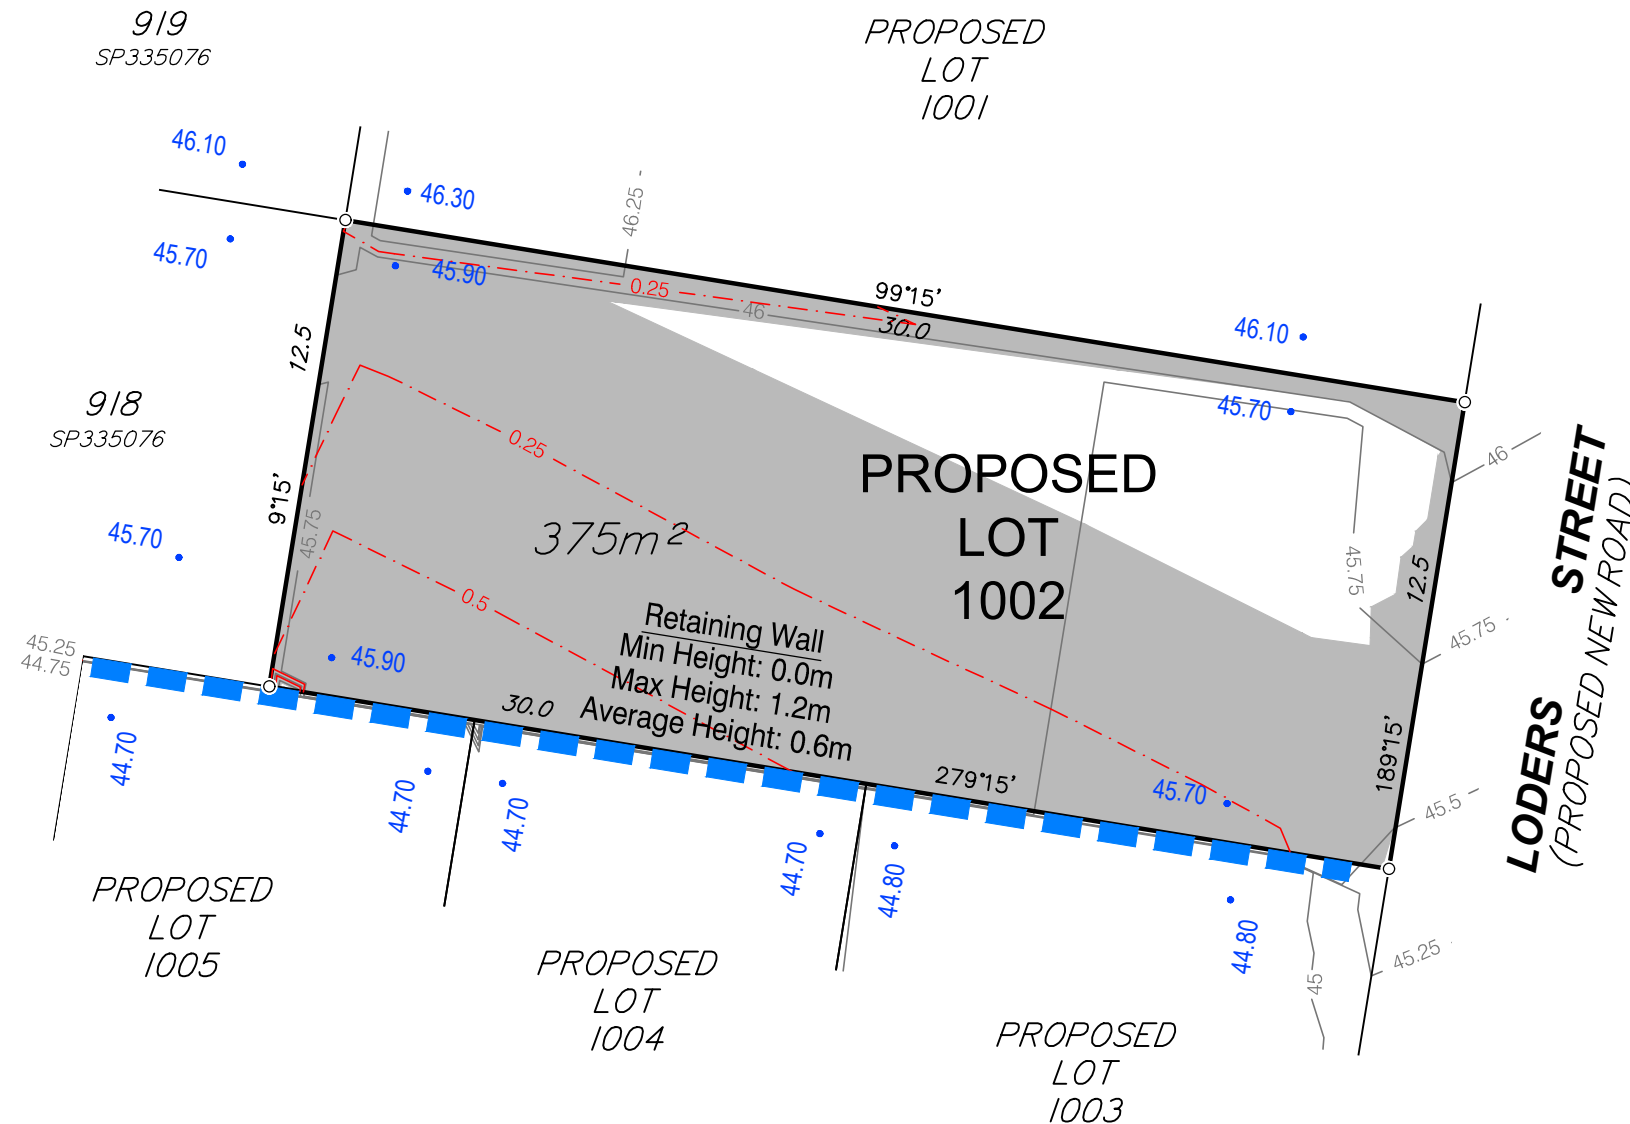 919
SP335076
PROPOSED
LOT
1001
46.10
46.30
46.25
45.70
45.90
0.25
46
99°15'
30.0
46.10
45.70
12.5
918
SP335076
0.25
46
PROPOSED
LOT
1002
9°15'
45.75
375m²
45.70
0.5
45.75
12.5
LODERS STREET
(PROPOSED NEW ROAD)
45.75
Retaining Wall
Min Height: 0.0m
Max Height: 1.2m
Average Height: 0.6m
45.25
44.75
45.90
30.0
279°15'
45.70
189°15'
45.5
44.70
44.70
44.70
44.70
44.80
44.80
45.25
45
PROPOSED
LOT
1005
PROPOSED
LOT
1004
PROPOSED
LOT
1003